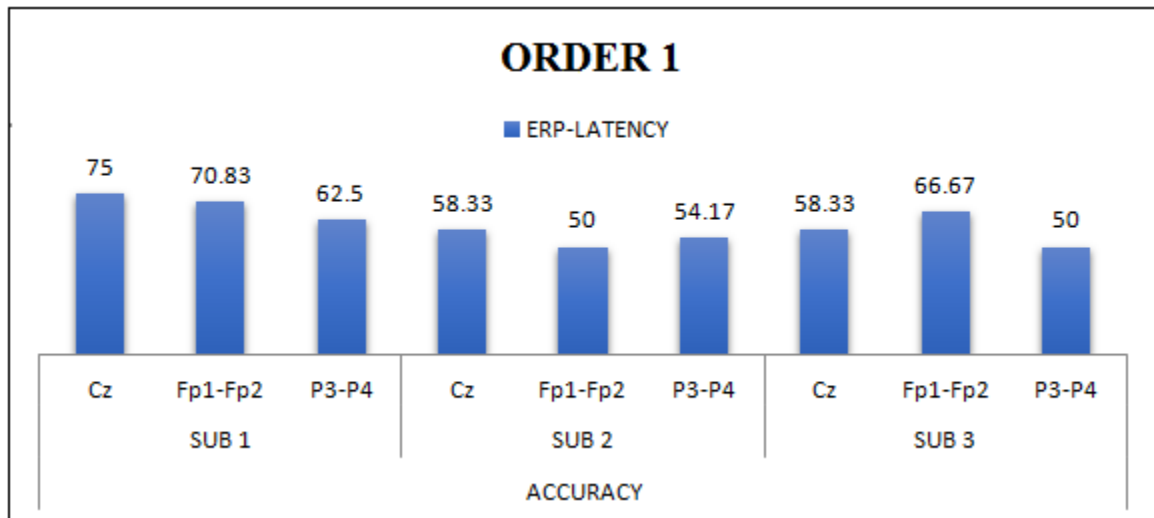 ORDER 1
ERP-LATENCY
75 70.83 62.5 58.33 50 54.17 58.33 66.67 50
Cz Fp1-Fp2 P3-P4 Cz Fp1-Fp2 P3-P4 Cz Fp1-Fp2 P3-P4
SUB 1 SUB 2 SUB 3
ACCURACY